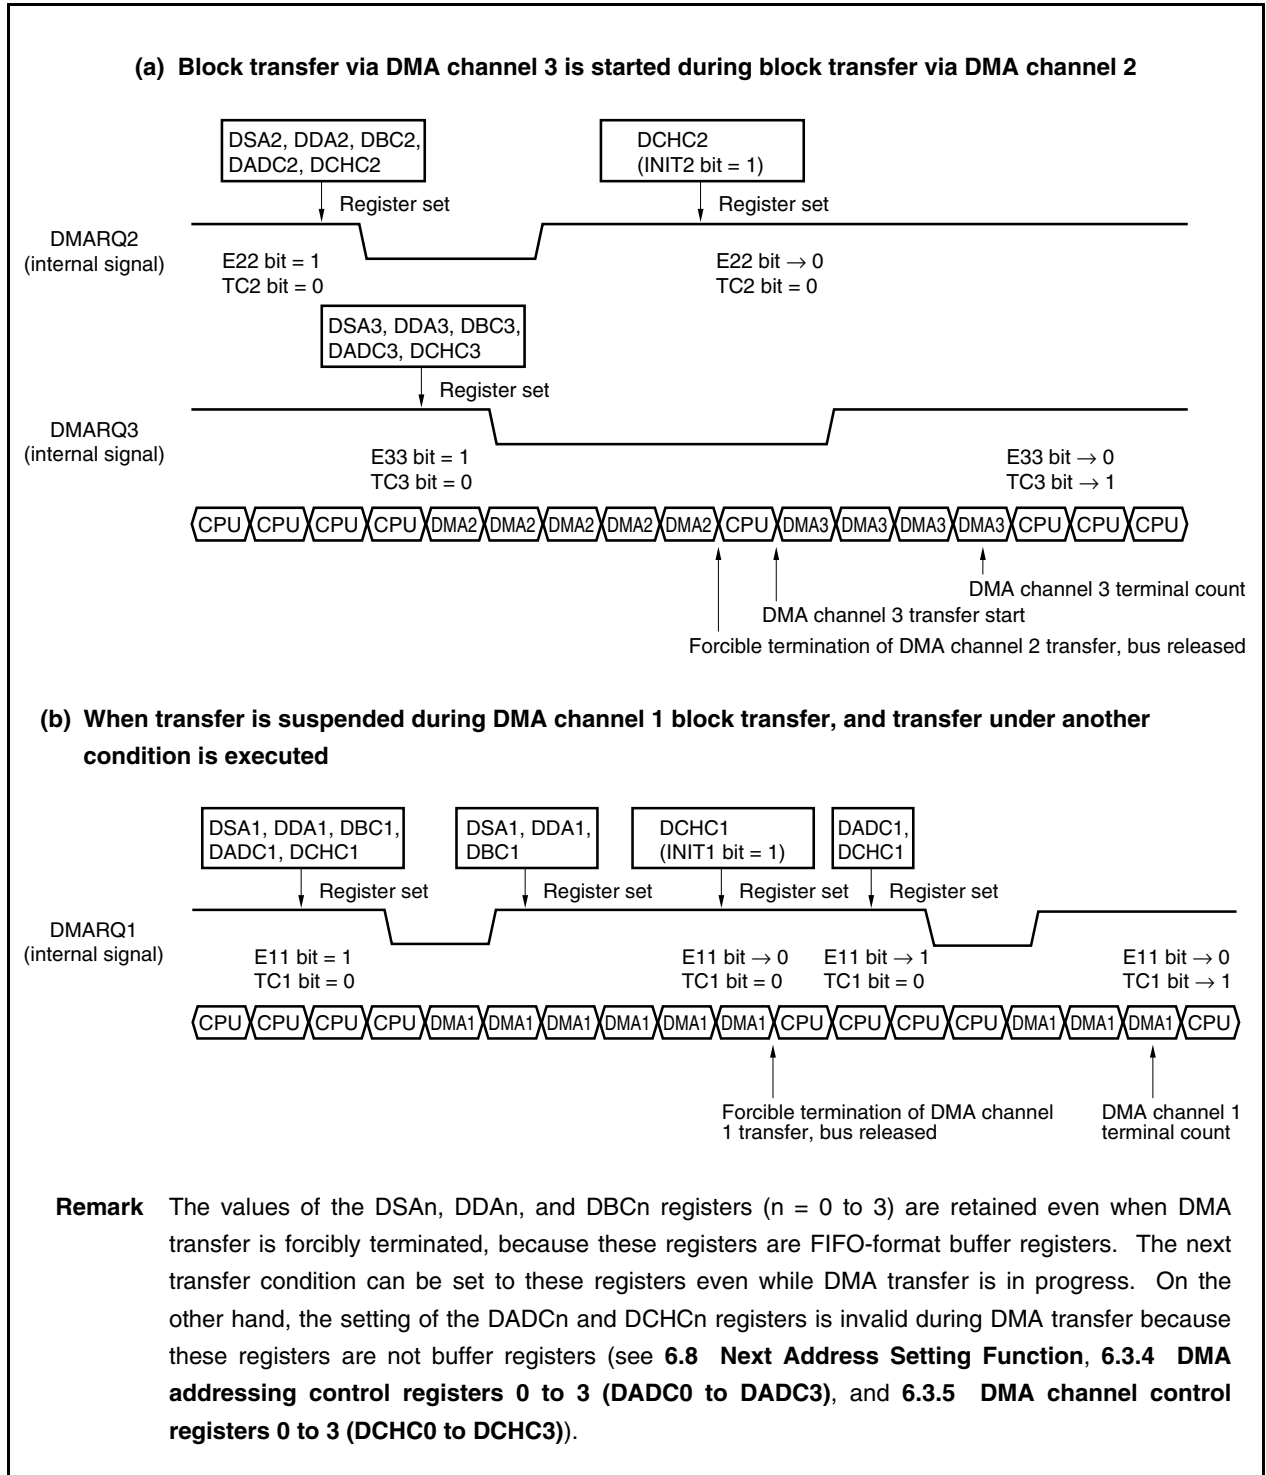 (a) Block transfer via DMA channel 3 is started during block transfer via DMA channel 2
DSA2, DDA2, DBC2,
DADC2, DCHC2
DCHC2
(INIT2 bit = 1)
Register set
Register set
DMARQ2
(internal signal)
E22 bit = 1
TC2 bit = 0
E22 bit → 0
TC2 bit = 0
DSA3, DDA3, DBC3,
DADC3, DCHC3
Register set
DMARQ3
(internal signal)
E33 bit = 1
TC3 bit = 0
E33 bit → 0
TC3 bit → 1
CPU CPU CPU CPU DMA2 DMA2 DMA2 DMA2 DMA2 CPU DMA3 DMA3 DMA3 DMA3 CPU CPU CPU
DMA channel 3 terminal count
DMA channel 3 transfer start
Forcible termination of DMA channel 2 transfer, bus released
(b) When transfer is suspended during DMA channel 1 block transfer, and transfer under another
condition is executed
DSA1, DDA1, DBC1,
DADC1, DCHC1
DSA1, DDA1,
DBC1
DCHC1
(INIT1 bit = 1)
DADC1,
DCHC1
Register set
Register set
Register set
Register set
DMARQ1
(internal signal)
E11 bit = 1
TC1 bit = 0
E11 bit → 0
TC1 bit = 0
E11 bit → 1
TC1 bit = 0
E11 bit → 0
TC1 bit → 1
CPU CPU CPU CPU DMA1 DMA1 DMA1 DMA1 DMA1 DMA1 CPU CPU CPU CPU DMA1 DMA1 DMA1 CPU
Forcible termination of DMA channel
1 transfer, bus released
DMA channel 1
terminal count
Remark The values of the DSAn, DDAn, and DBCn registers (n = 0 to 3) are retained even when DMA
transfer is forcibly terminated, because these registers are FIFO-format buffer registers. The next
transfer condition can be set to these registers even while DMA transfer is in progress. On the
other hand, the setting of the DADCn and DCHCn registers is invalid during DMA transfer because
these registers are not buffer registers (see 6.8 Next Address Setting Function, 6.3.4 DMA
addressing control registers 0 to 3 (DADC0 to DADC3), and 6.3.5 DMA channel control
registers 0 to 3 (DCHC0 to DCHC3)).